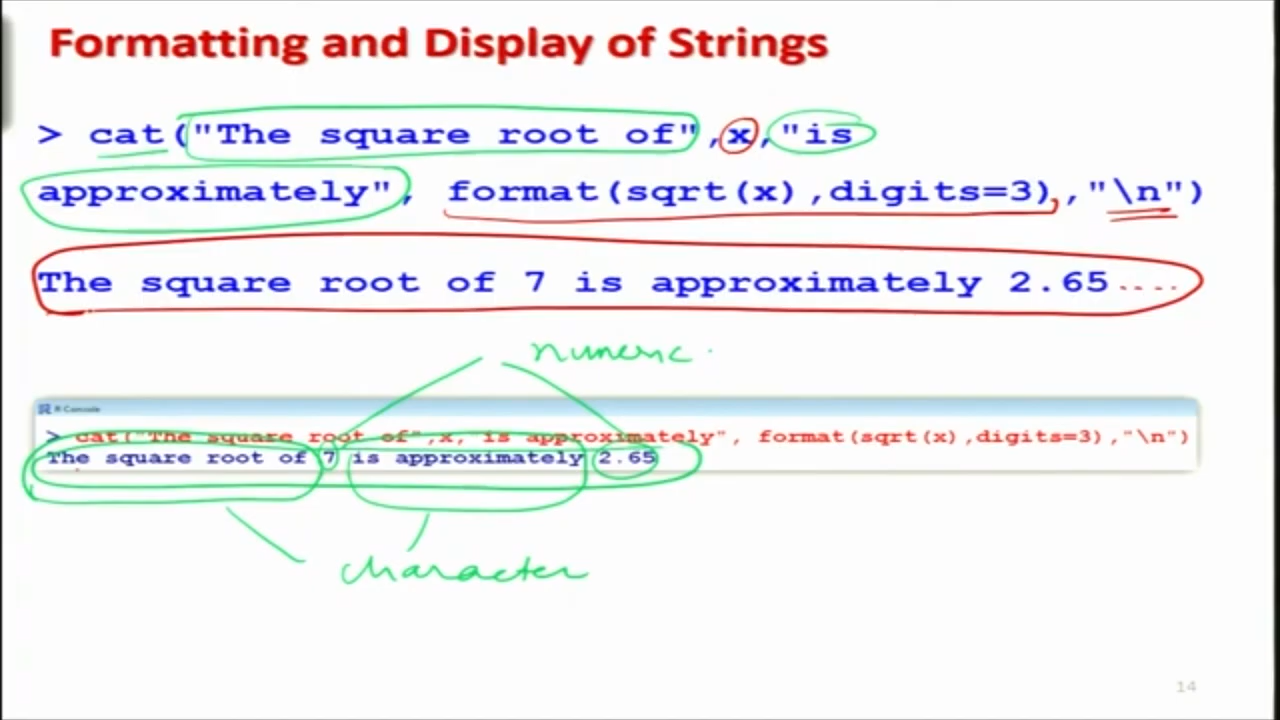 Formatting and Display of Strings
> cat("The square root of",x,"is
approximately", format(sqrt(x),digits=3),"\n")
The square root of 7 is approximately 2.65....
numeric
R Console
> cat("The square root of",x,"is approximately", format(sqrt(x),digits=3),"\n")
The square root of 7 is approximately 2.65
character
14